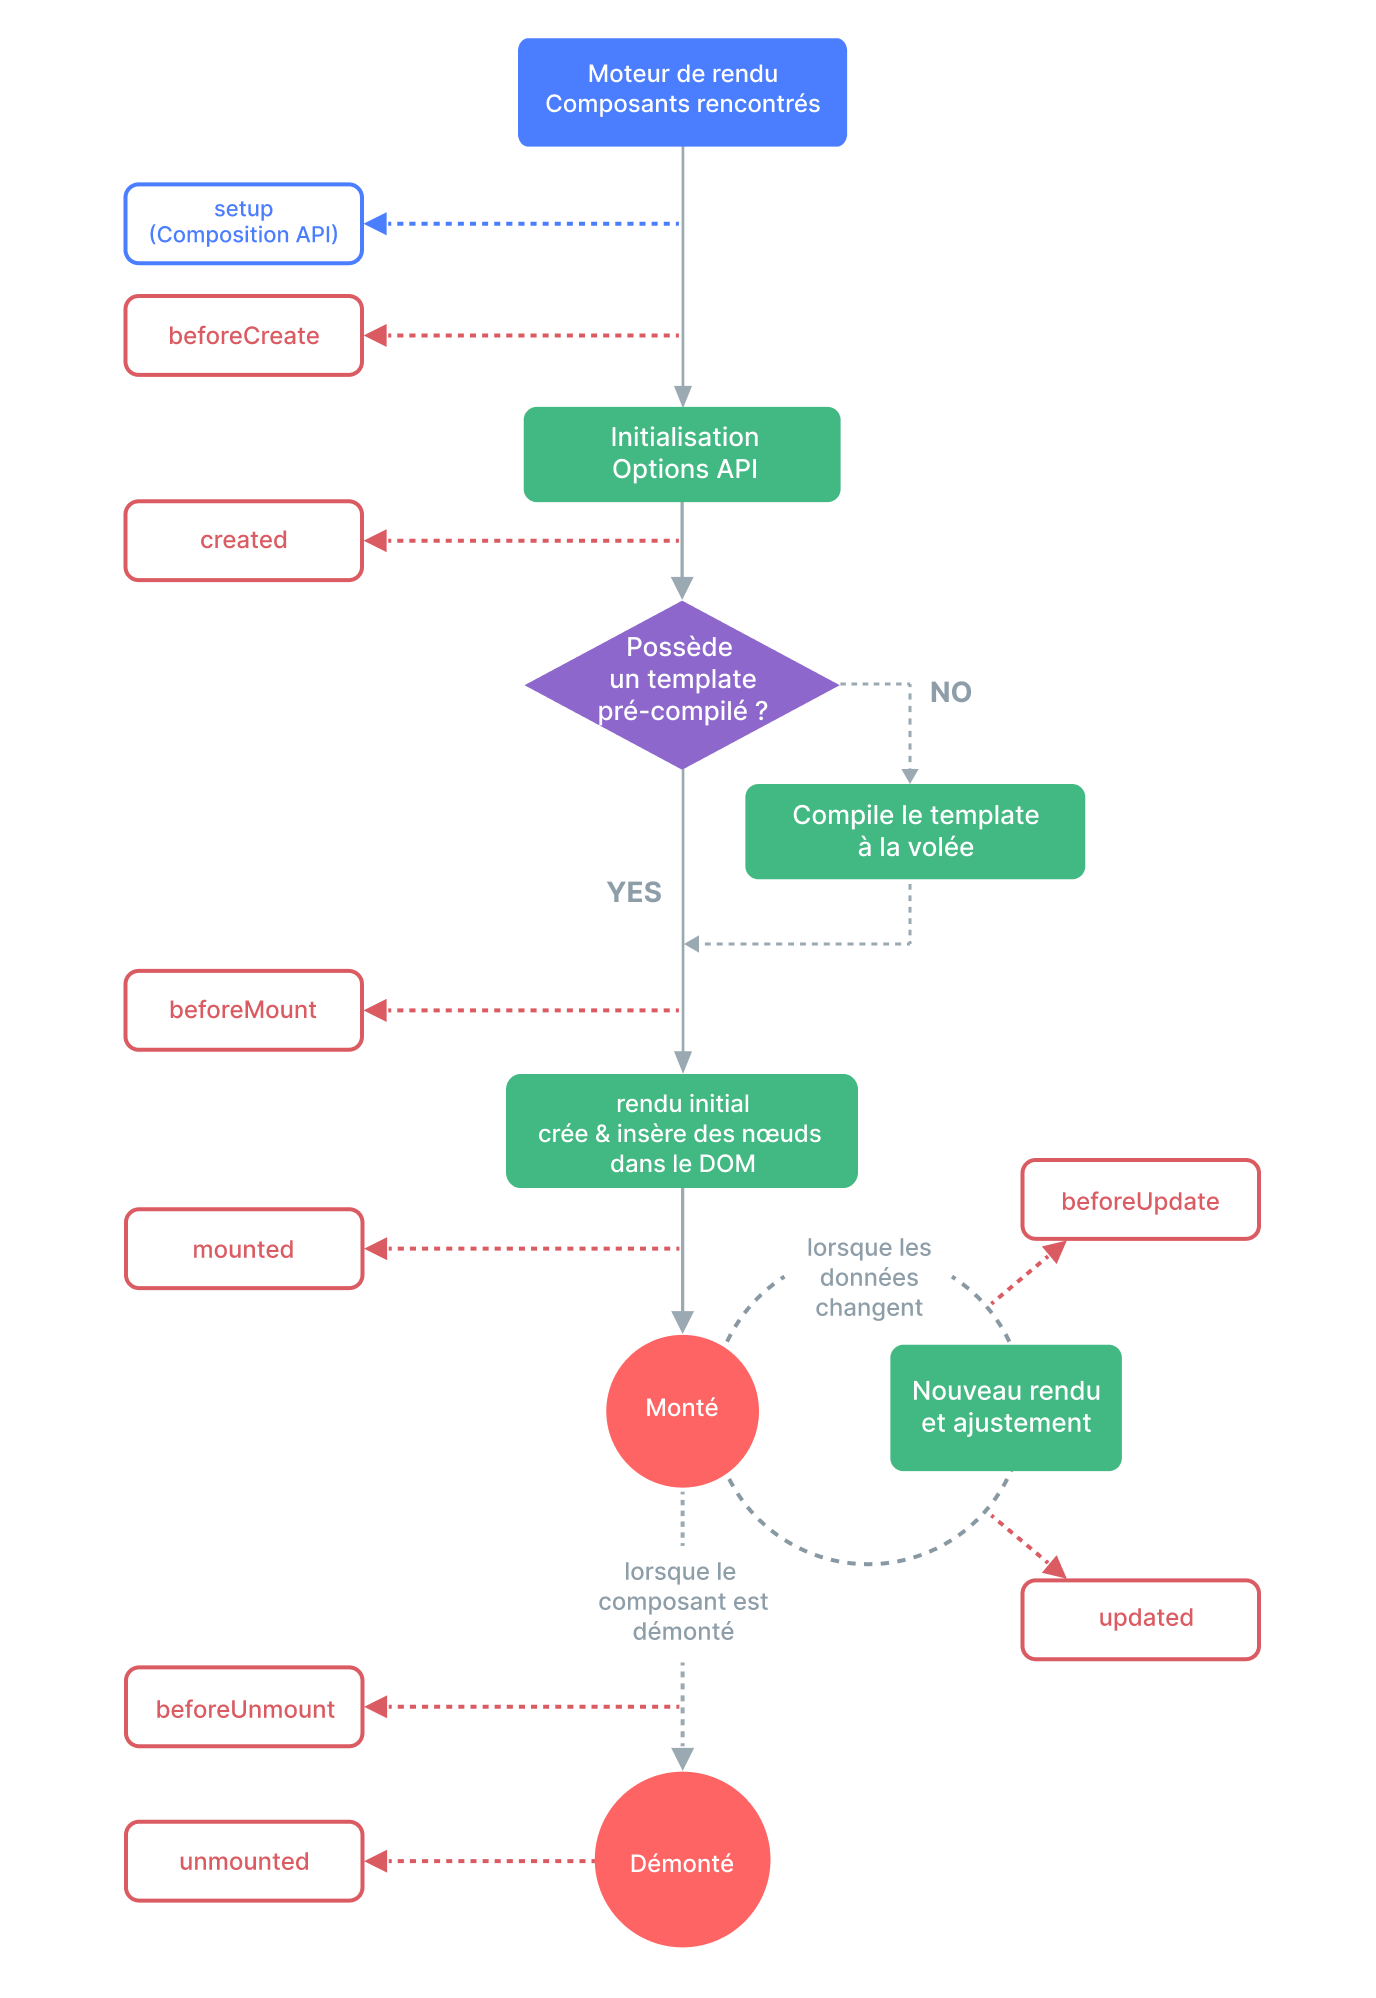 Moteur de rendu
Composants rencontrés
setup
(Composition API)
beforeCreate
Initialisation
Options API
created
Possède
un template
pré-compilé ?
NO
Compile le template
à la volée
YES
beforeMount
rendu initial
crée & insère des nœuds
dans le DOM
mounted
beforeUpdate
lorsque les
données
changent
Monté
Nouveau rendu
et ajustement
lorsque le
composant est
démonté
updated
beforeUnmount
unmounted
Démonté